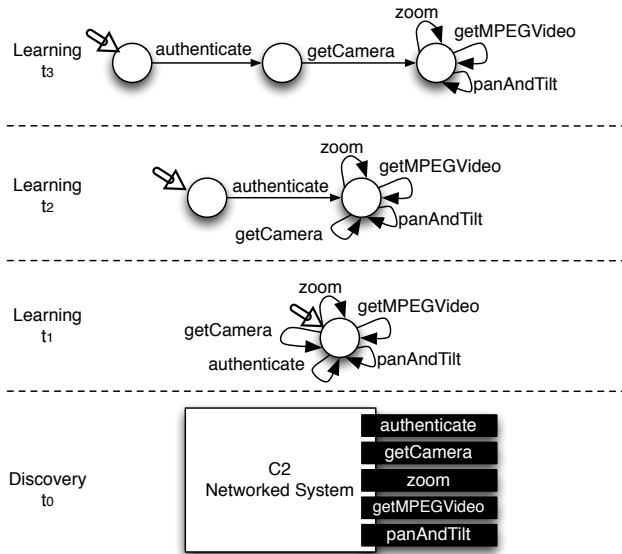 Learning
t3
authenticate
getCamera
zoom
getMPEGVideo
panAndTilt
Learning
t2
authenticate
zoom
getMPEGVideo
panAndTilt
getCamera
Learning
t1
zoom
getMPEGVideo
getCamera
panAndTilt
authenticate
Discovery
t0
C2
Networked System
authenticate
getCamera
zoom
getMPEGVideo
panAndTilt